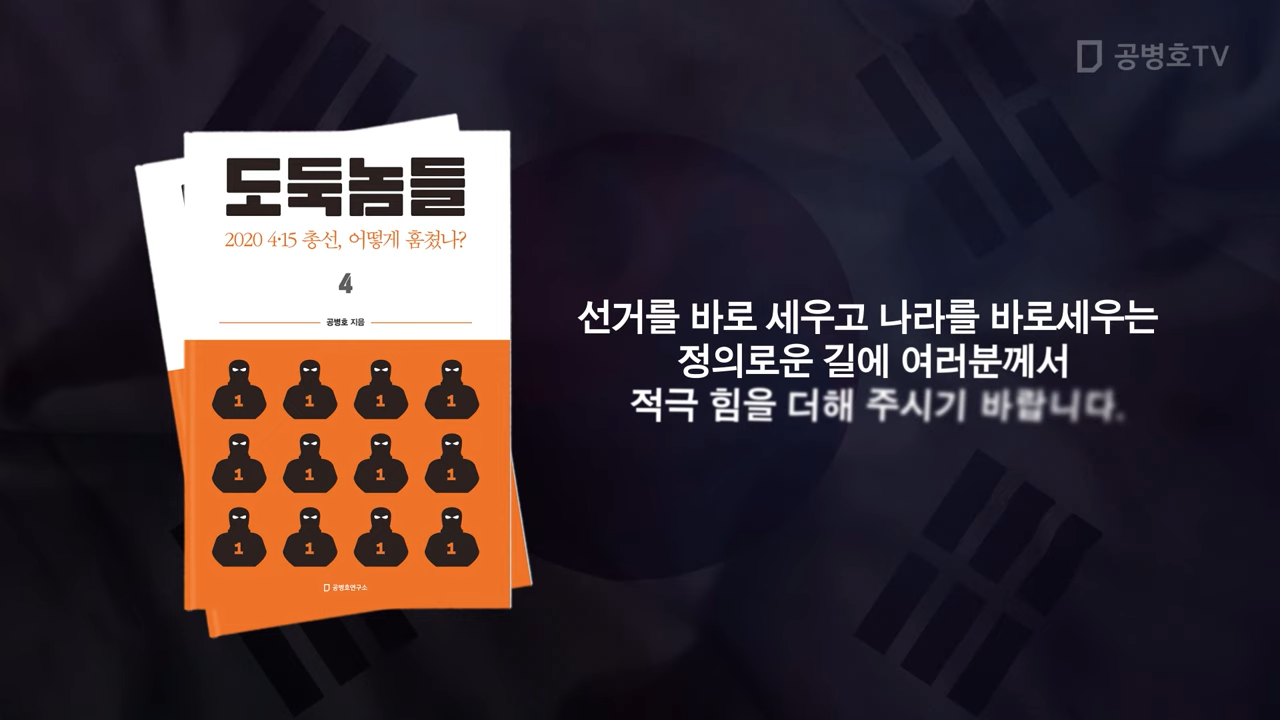 공병호TV
도둑놈들
2020 4·15 총선, 어떻게 훔쳤나?
4
공병호 지음
1 1 1 1
1 1 1 1
1 1 1 1
공병호연구소
선거를 바로 세우고 나라를 바로세우는
정의로운 길에 여러분께서
적극 힘을 더해 주시기 바랍니다.